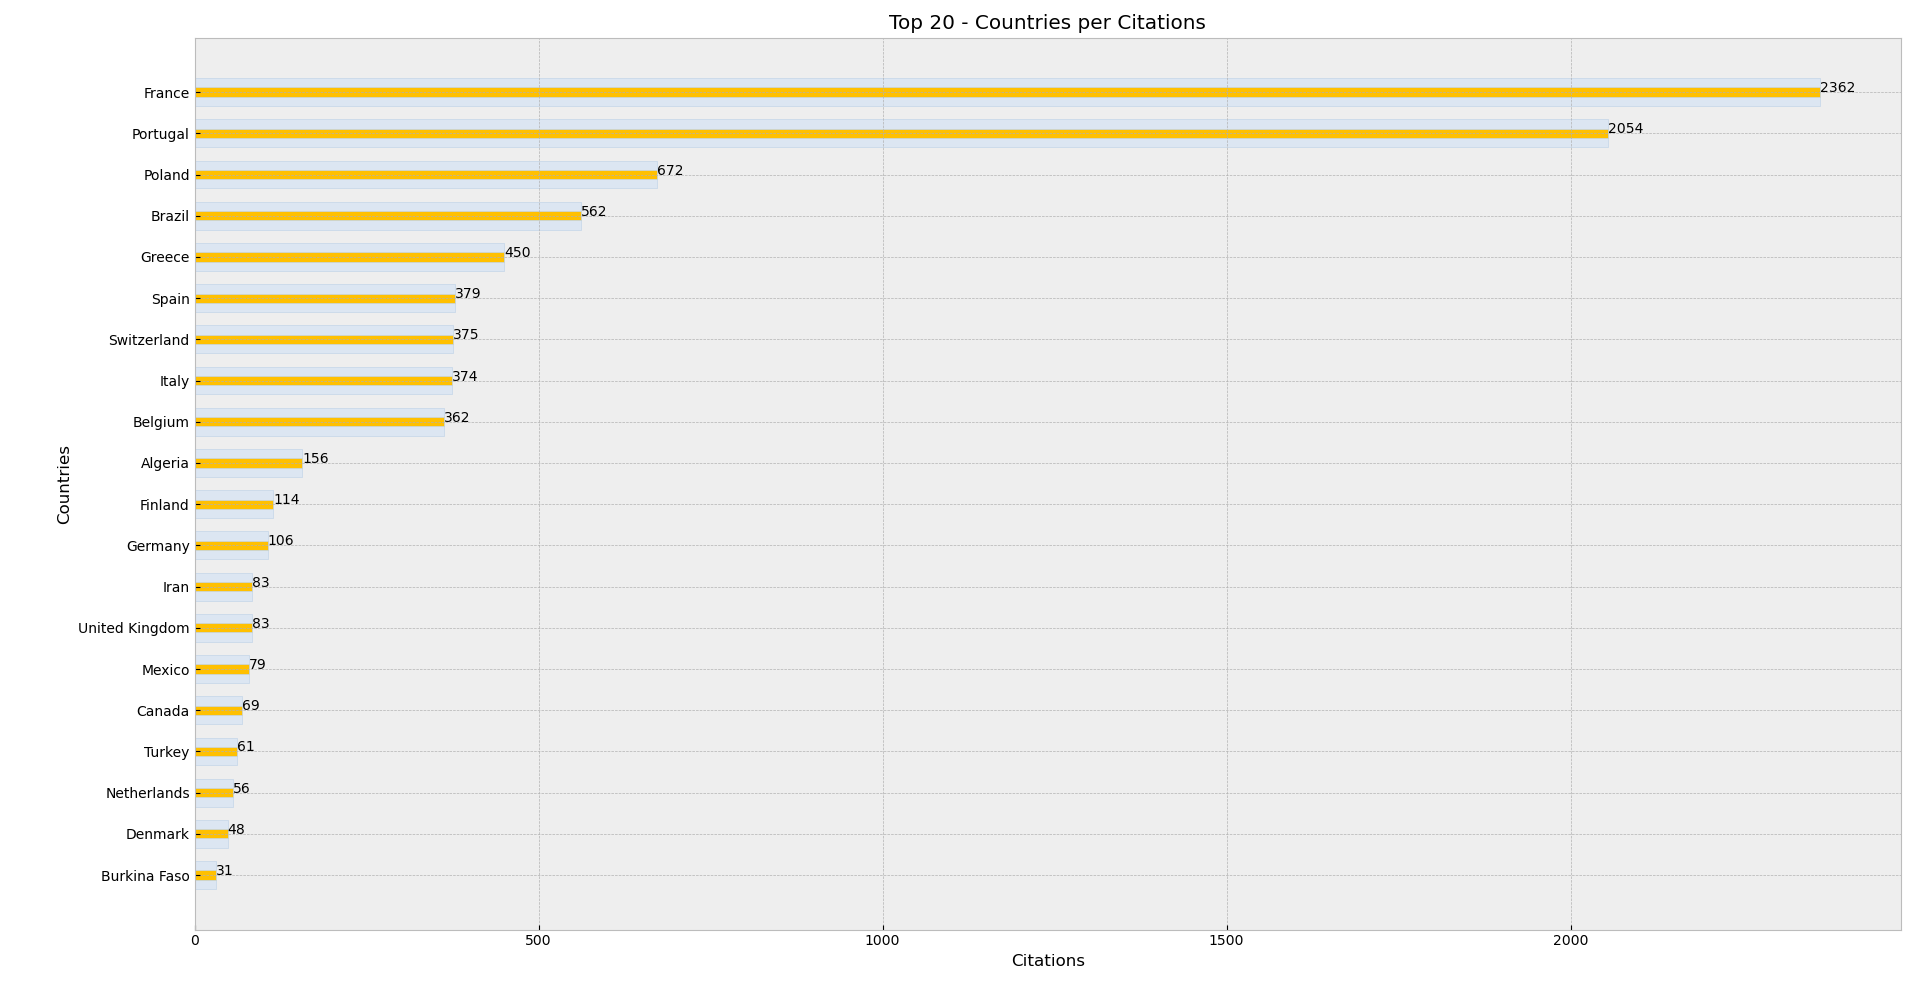 Top 20 - Countries per Citations
France 2362
Portugal 2054
Poland 672
Brazil 562
Greece 450
Spain 379
Switzerland 375
Italy 374
Belgium 362
Algeria 156
Finland 114
Germany 106
Iran 83
United Kingdom 83
Mexico 79
Canada 69
Turkey 61
Netherlands 56
Denmark 48
Burkina Faso 31
Countries
0 500 1000 1500 2000
Citations